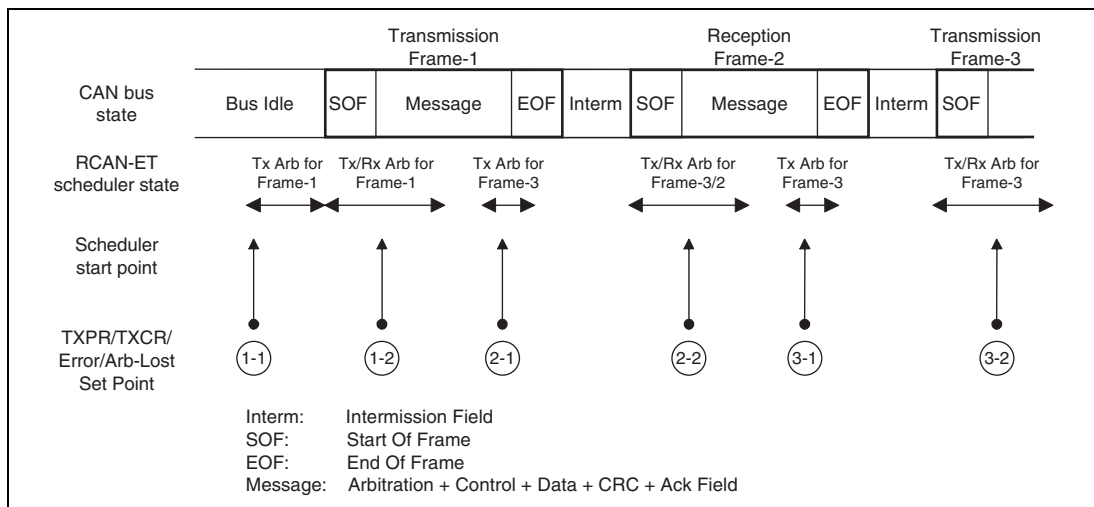 Transmission
Frame-1
Reception
Frame-2
Transmission
Frame-3
CAN bus
state
Bus Idle
SOF
Message
EOF
Interm
SOF
Message
EOF
Interm
SOF
RCAN-ET
scheduler state
Tx Arb for
Frame-1
Tx/Rx Arb for
Frame-1
Tx Arb for
Frame-3
Tx/Rx Arb for
Frame-3/2
Tx Arb for
Frame-3
Tx/Rx Arb for
Frame-3
Scheduler
start point
TXPR/TXCR/
Error/Arb-Lost
Set Point
1-1
1-2
2-1
2-2
3-1
3-2
Interm: Intermission Field
SOF: Start Of Frame
EOF: End Of Frame
Message: Arbitration + Control + Data + CRC + Ack Field